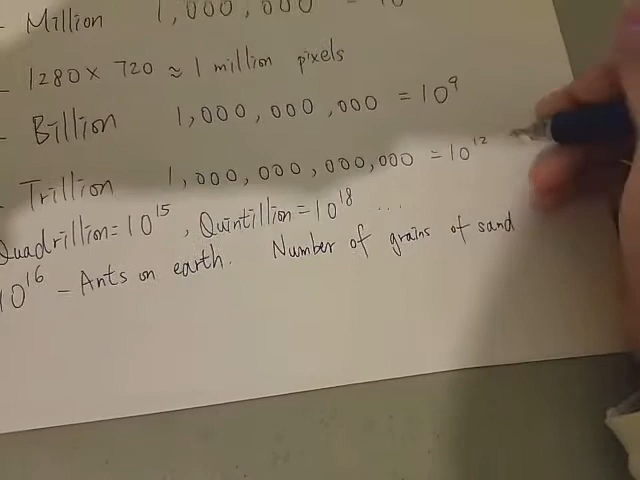 - Million 1,000,000 = 10
- 1280 × 720 ≈ 1 million pixels
- Billion 1,000,000,000 = 10⁹
- Trillion 1,000,000,000,000 = 10¹²
Quadrillion = 10¹⁵, Quintillion = 10¹⁸ ...
10¹⁶ - Ants on earth. Number of grains of sand